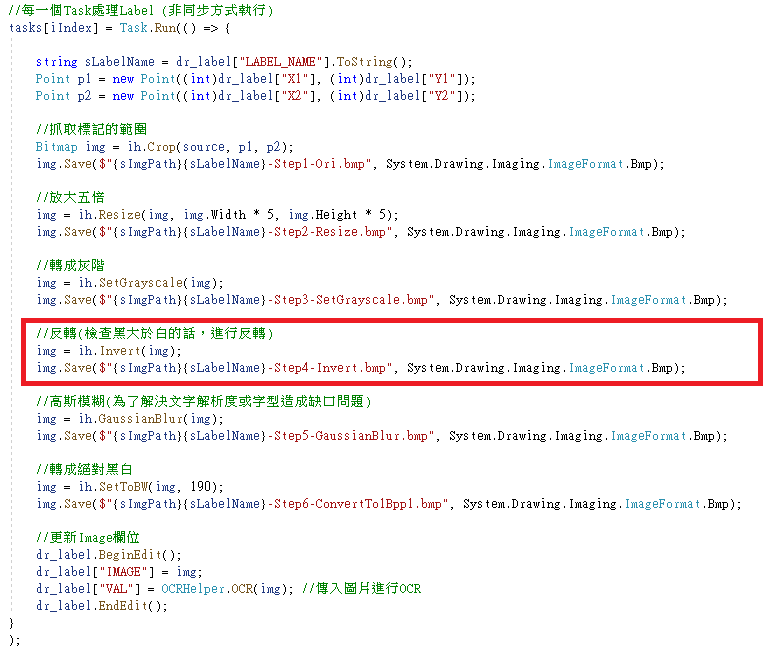 //每一個Task處理Label (非同步方式執行)
tasks[iIndex] = Task.Run(() => {
string sLabelName = dr_label["LABEL_NAME"].ToString();
Point p1 = new Point((int)dr_label["X1"], (int)dr_label["Y1"]);
Point p2 = new Point((int)dr_label["X2"], (int)dr_label["Y2"]);
//抓取標記的範圍
Bitmap img = ih.Crop(source, p1, p2);
img.Save($"{sImgPath}{sLabelName}-Step1-Ori.bmp", System.Drawing.Imaging.ImageFormat.Bmp);
//放大五倍
img = ih.Resize(img, img.Width * 5, img.Height * 5);
img.Save($"{sImgPath}{sLabelName}-Step2-Resize.bmp", System.Drawing.Imaging.ImageFormat.Bmp);
//轉成灰階
img = ih.SetGrayscale(img);
img.Save($"{sImgPath}{sLabelName}-Step3-SetGrayscale.bmp", System.Drawing.Imaging.ImageFormat.Bmp);
//反轉(檢查黑大於白的話，進行反轉)
img = ih.Invert(img);
img.Save($"{sImgPath}{sLabelName}-Step4-Invert.bmp", System.Drawing.Imaging.ImageFormat.Bmp);
//高斯模糊(為了解決文字解析度或字型造成缺口問題)
img = ih.GaussianBlur(img);
img.Save($"{sImgPath}{sLabelName}-Step5-GaussianBlur.bmp", System.Drawing.Imaging.ImageFormat.Bmp);
//轉成絕對黑白
img = ih.SetToBW(img, 190);
img.Save($"{sImgPath}{sLabelName}-Step6-ConvertTo1Bpp1.bmp", System.Drawing.Imaging.ImageFormat.Bmp);
//更新Image欄位
dr_label.BeginEdit();
dr_label["IMAGE"] = img;
dr_label["VAL"] = OCRHelper.OCR(img); //傳入圖片進行OCR
dr_label.EndEdit();
}
);